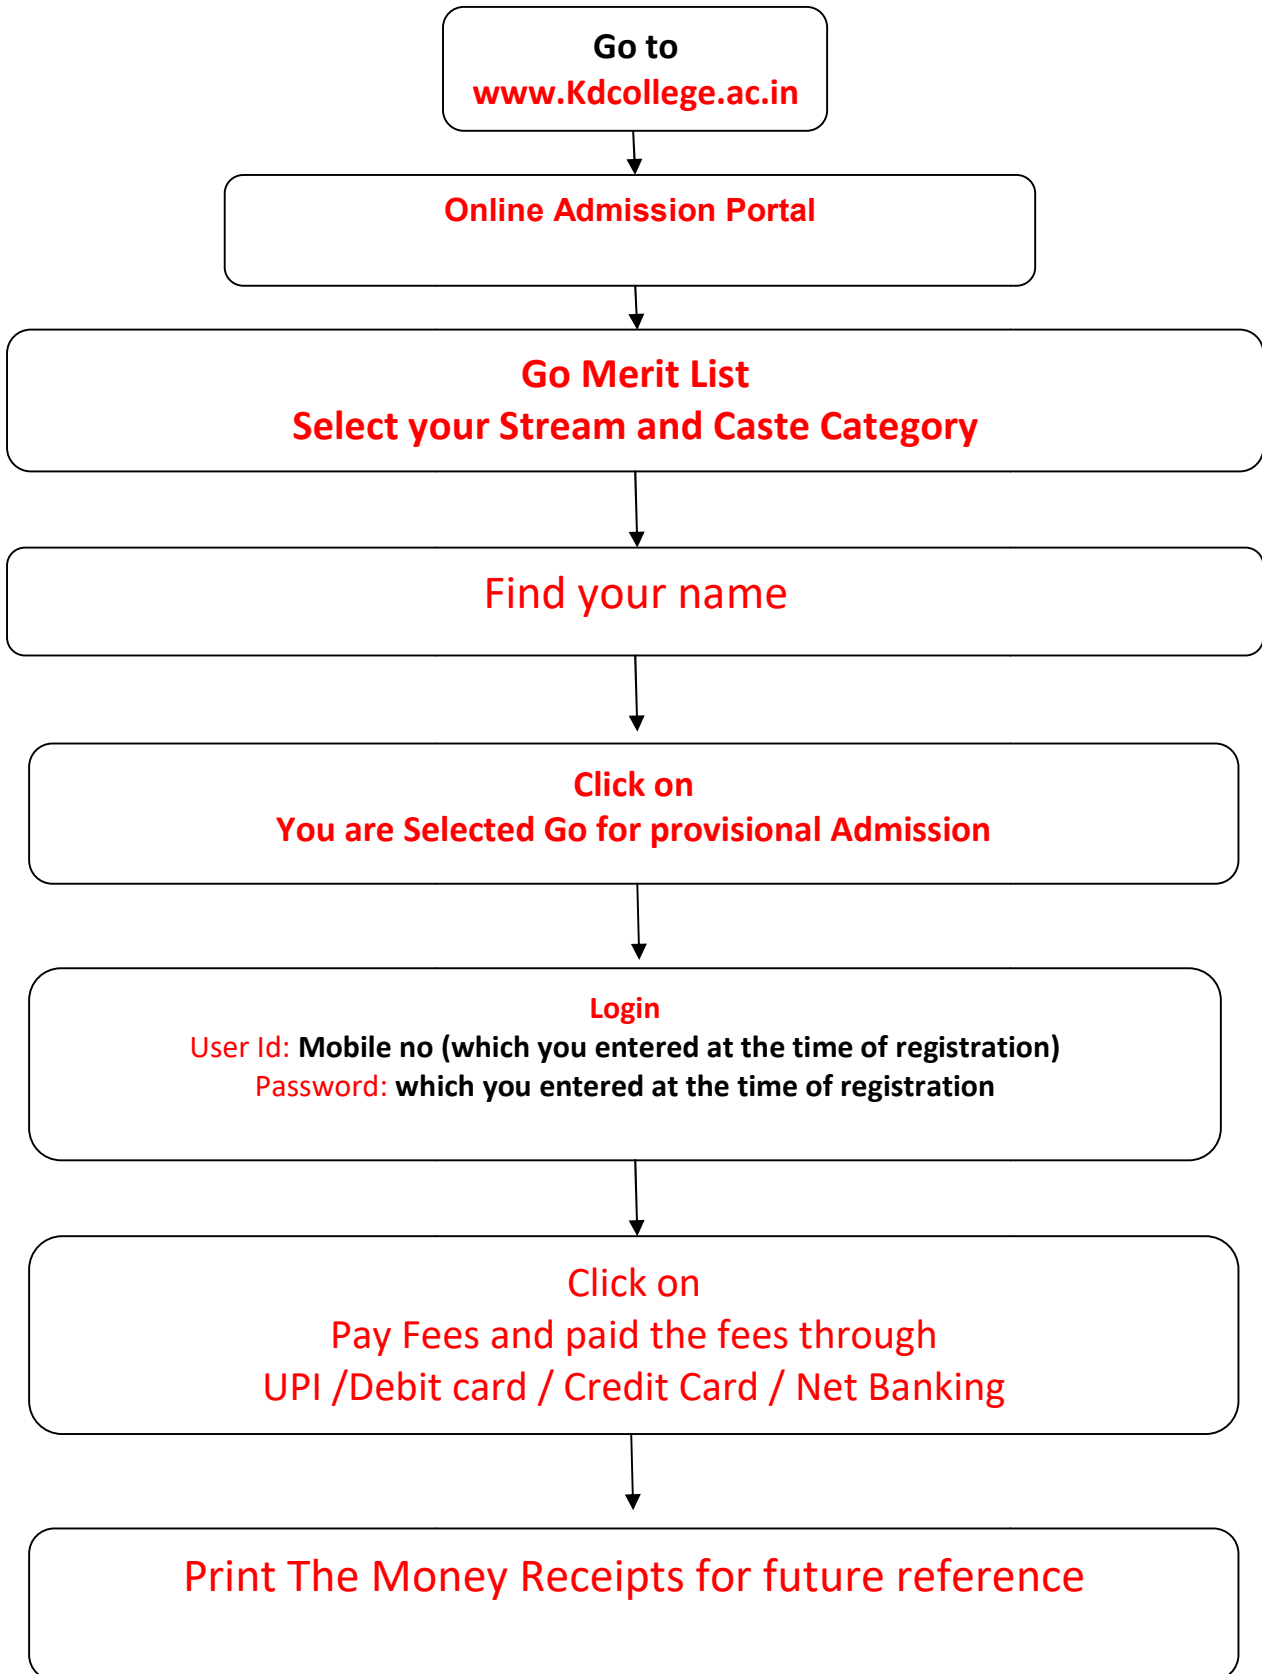 Go to
www.Kdcollege.ac.in
Online Admission Portal
Go Merit List
Select your Stream and Caste Category
Find your name
Click on
You are Selected Go for provisional Admission
Login
User Id: Mobile no (which you entered at the time of registration)
Password: which you entered at the time of registration
Click on
Pay Fees and paid the fees through
UPI /Debit card / Credit Card / Net Banking
Print The Money Receipts for future reference